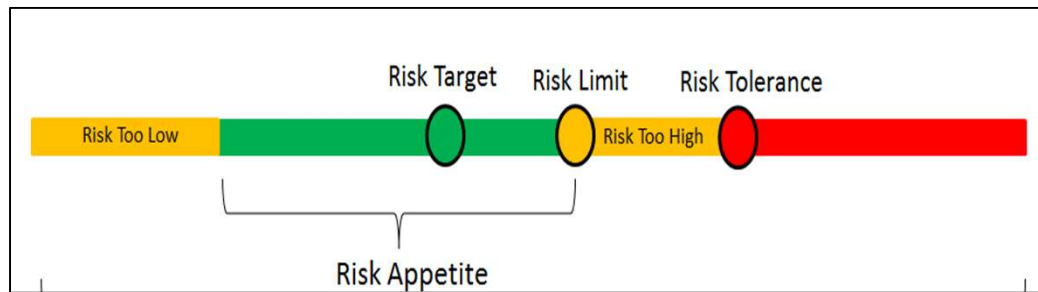 Risk Target
Risk Limit
Risk Tolerance
Risk Too Low
Risk Too High
Risk Appetite